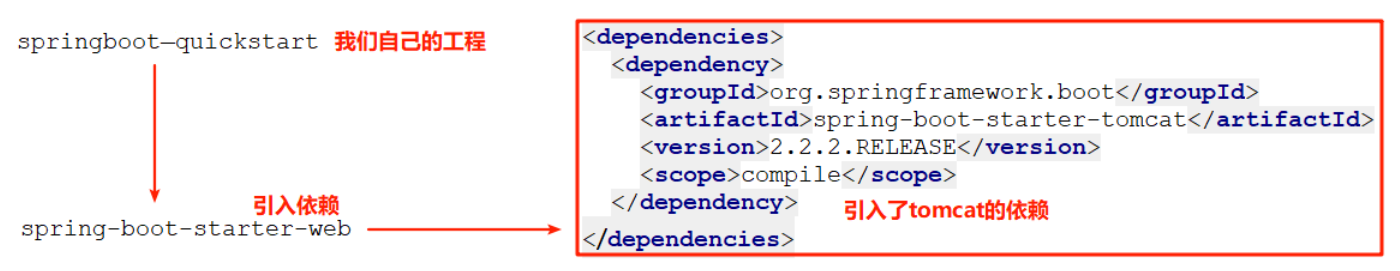 springboot—quickstart 我们自己的工程
引入依赖
spring-boot-starter-web
<dependencies>
<dependency>
<groupId>org.springframework.boot</groupId>
<artifactId>spring-boot-starter-tomcat</artifactId>
<version>2.2.2.RELEASE</version>
<scope>compile</scope>
</dependency>
引入了tomcat的依赖
</dependencies>